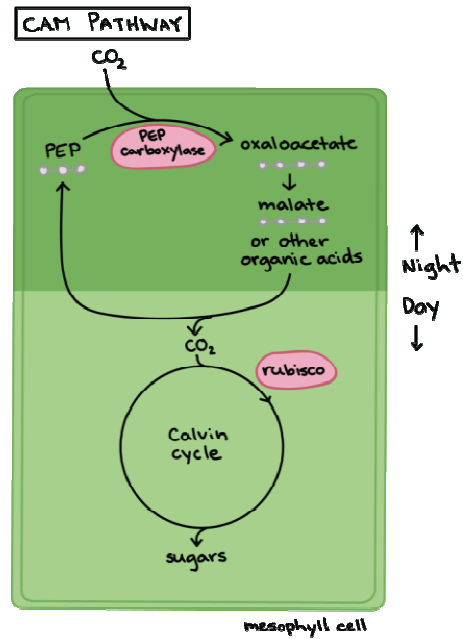 CAM PATHWAY
CO₂
PEP
PEP
carboxylase
oxaloacetate
malate
or other
organic acids
Night
Day
CO₂
rubisco
Calvin
cycle
sugars
mesophyll cell